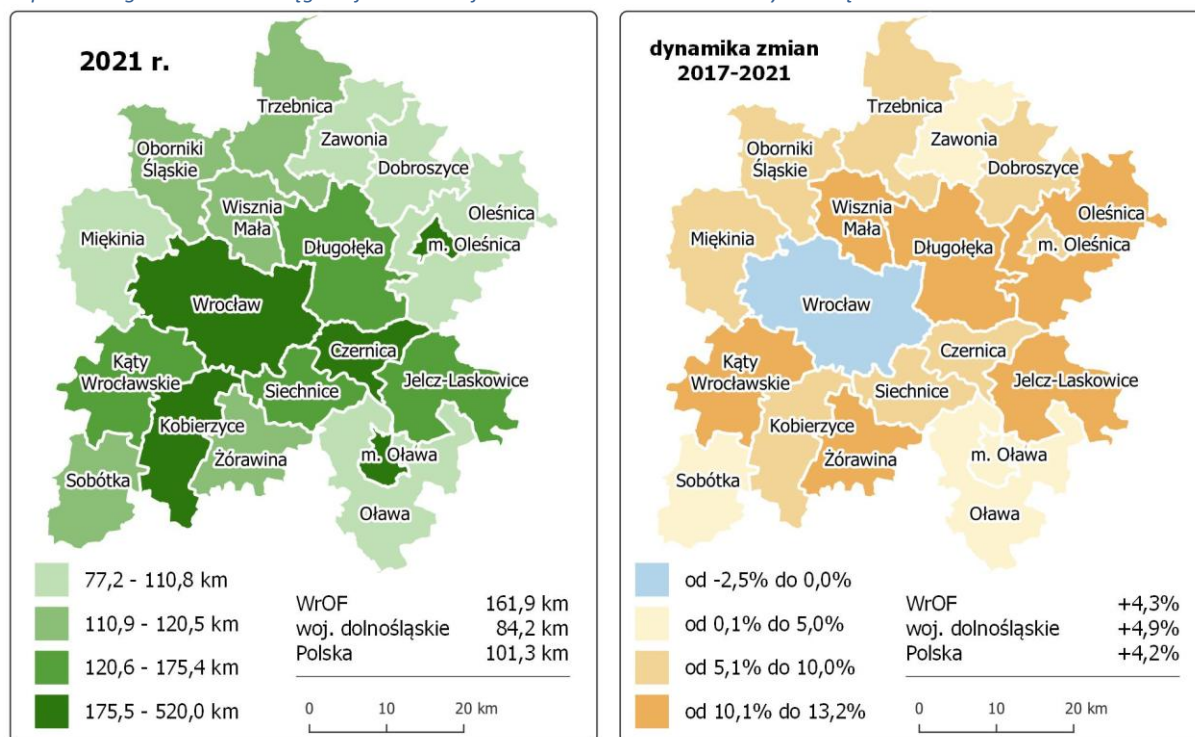 2021 r.
Trzebnica
Zawonia
Oborniki
Śląskie
Dobroszyce
Wisznia
Mała
Oleśnica
Miękinia
Długołęka
m. Oleśnica
Wrocław
Czernica
Kąty
Wrocławskie
Siechnice
Jelcz-Laskowice
Kobierzyce
Żórawina
m. Oława
Sobótka
Oława
77,2 - 110,8 km
110,9 - 120,5 km
120,6 - 175,4 km
175,5 - 520,0 km
WrOF 161,9 km
woj. dolnośląskie 84,2 km
Polska 101,3 km
0 10 20 km
dynamika zmian
2017-2021
Trzebnica
Zawonia
Oborniki
Śląskie
Dobroszyce
Wisznia
Mała
Oleśnica
Miękinia
Długołęka
m. Oleśnica
Wrocław
Czernica
Kąty
Wrocławskie
Siechnice
Jelcz-Laskowice
Kobierzyce
Żórawina
m. Oława
Sobótka
Oława
od -2,5% do 0,0%
od 0,1% do 5,0%
od 5,1% do 10,0%
od 10,1% do 13,2%
WrOF +4,3%
woj. dolnośląskie +4,9%
Polska +4,2%
0 10 20 km